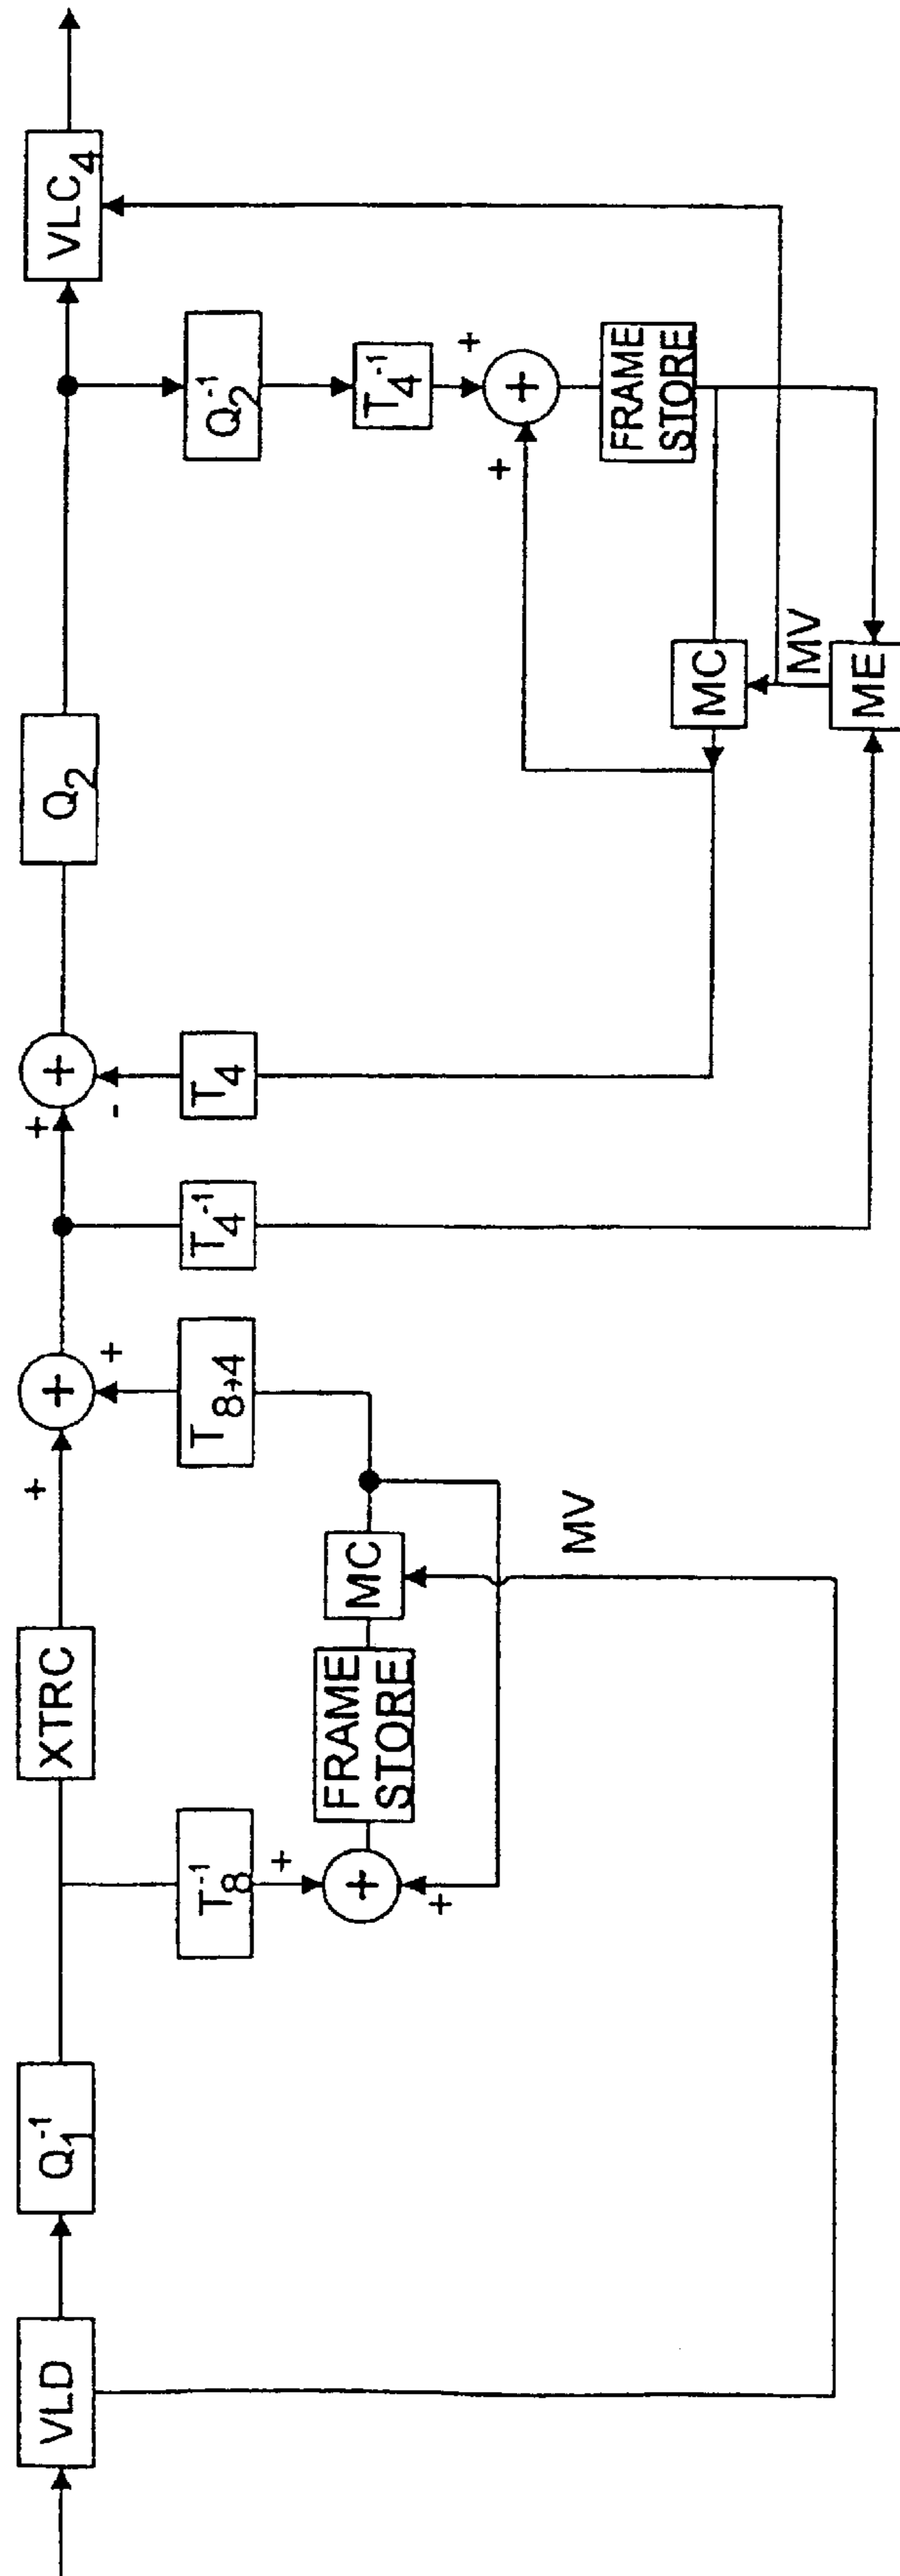 VLD
Q₁⁻¹
XTRC
+
+
+
T₈⁻¹
+
+
+
FRAME
STORE
MC
MV
T₈→₄
T₄⁻¹
+
-
+
T₄
Q₂
VLC₄
Q₂⁻¹
T₄⁻¹
+
+
+
FRAME
STORE
MC
MV
ME